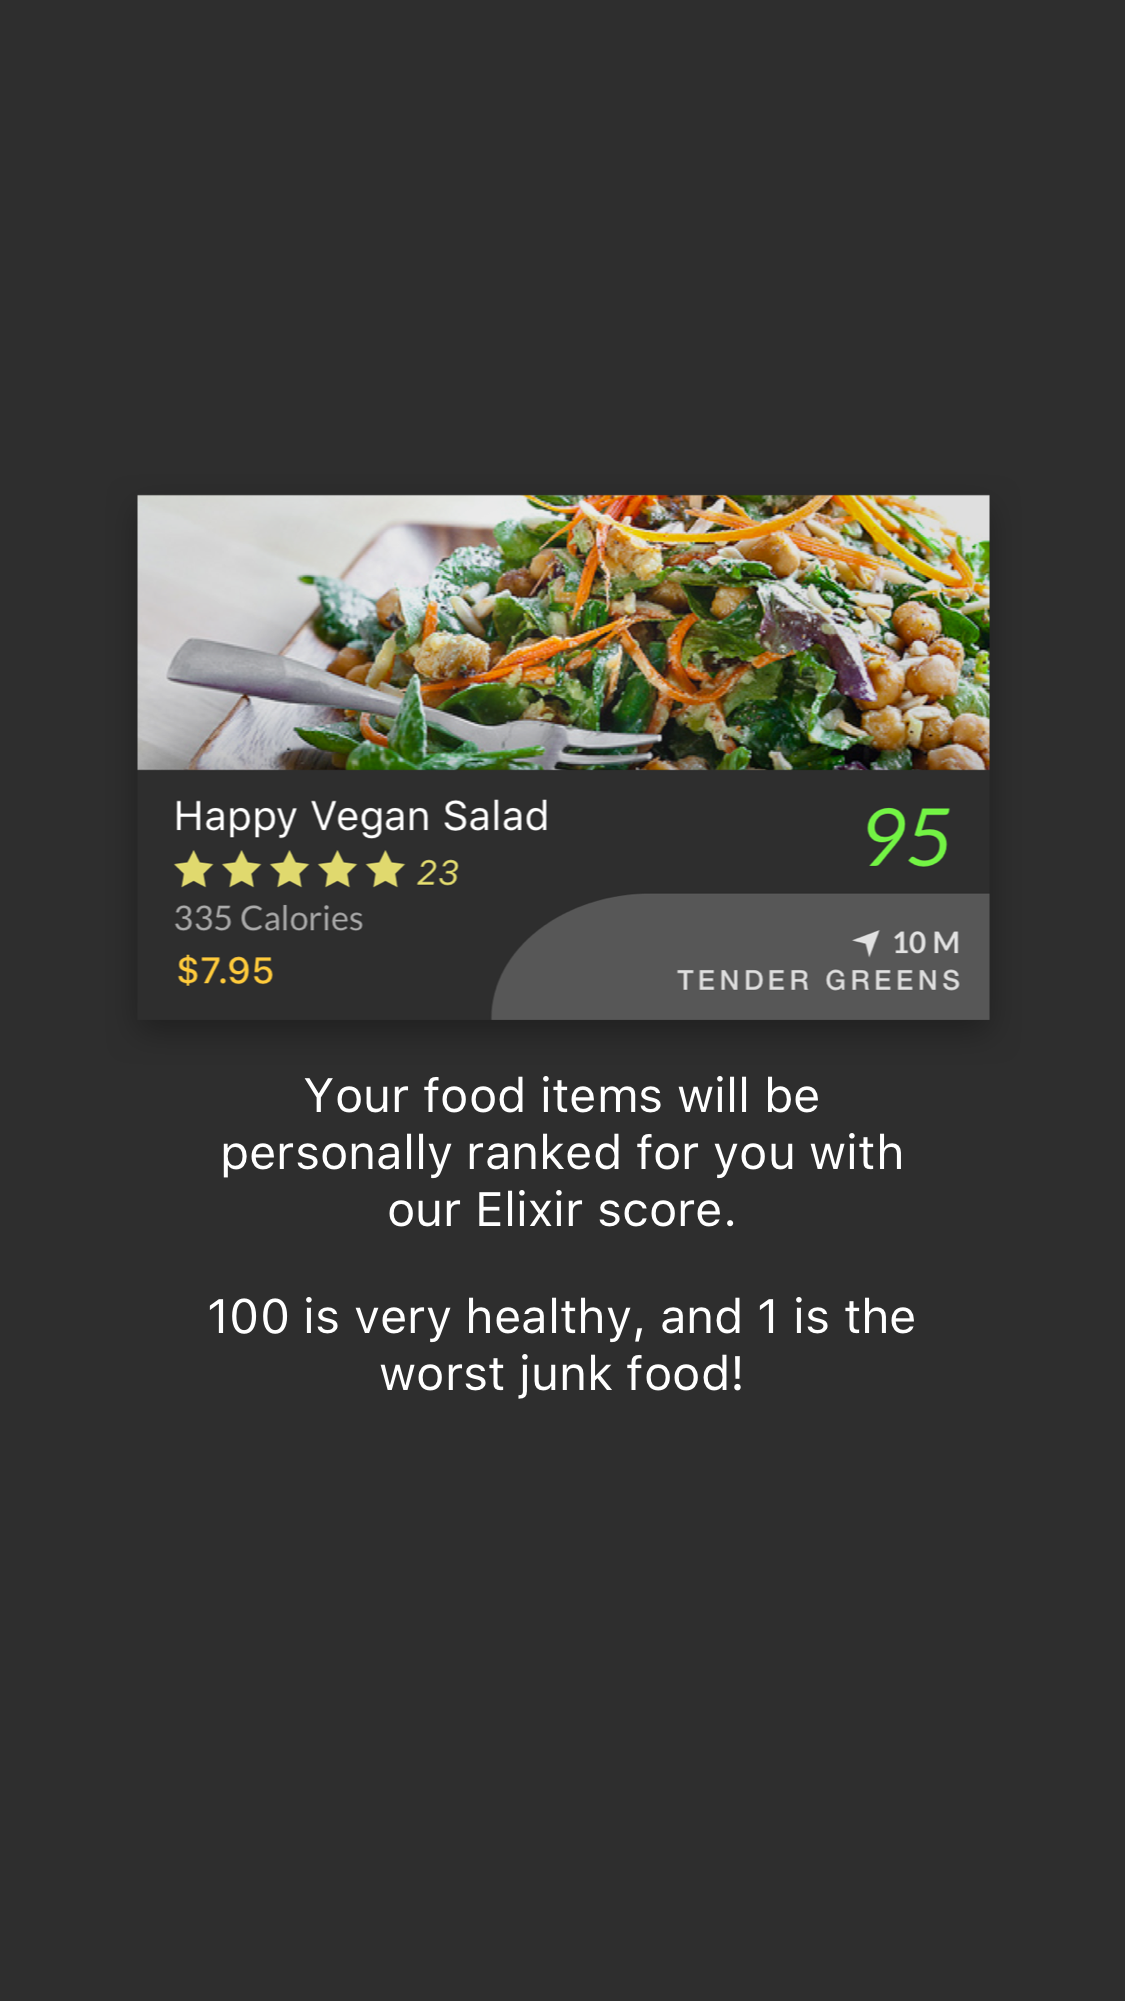 Happy Vegan Salad
95
23
335 Calories
10 M
$7.95
TENDER GREENS
Your food items will be
personally ranked for you with
our Elixir score.
100 is very healthy, and 1 is the
worst junk food!